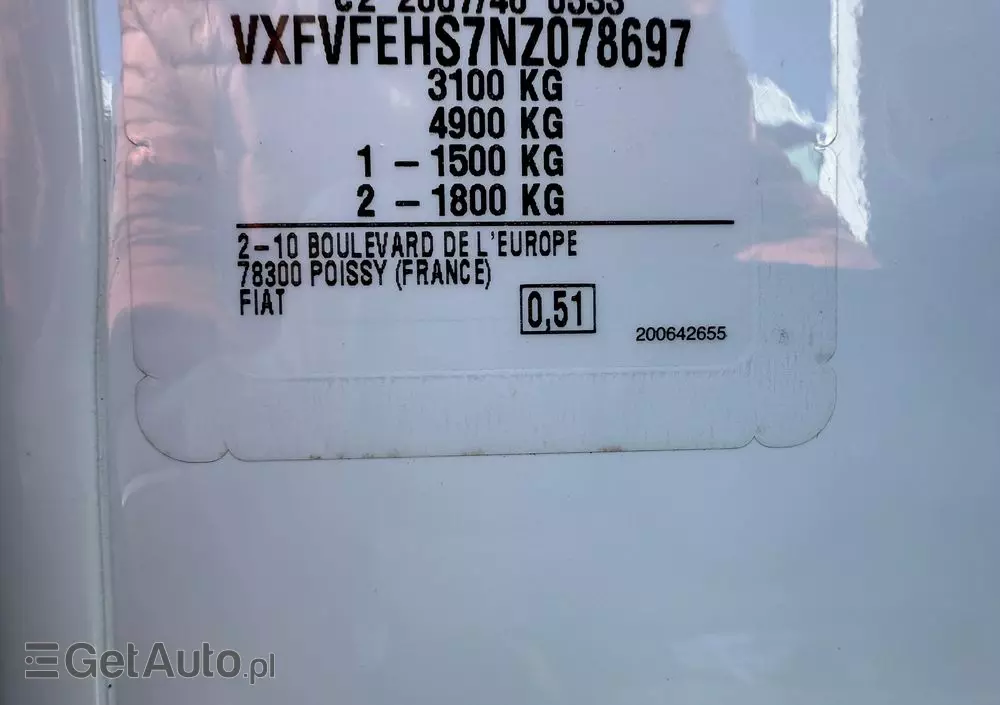 VXFVFEHS7NZ078697
3100 KG
4900 KG
1 – 1500 KG
2 – 1800 KG
2–10 BOULEVARD DE L'EUROPE
78300 POISSY (FRANCE)
FIAT
0,51
200642655
GetAuto.pl